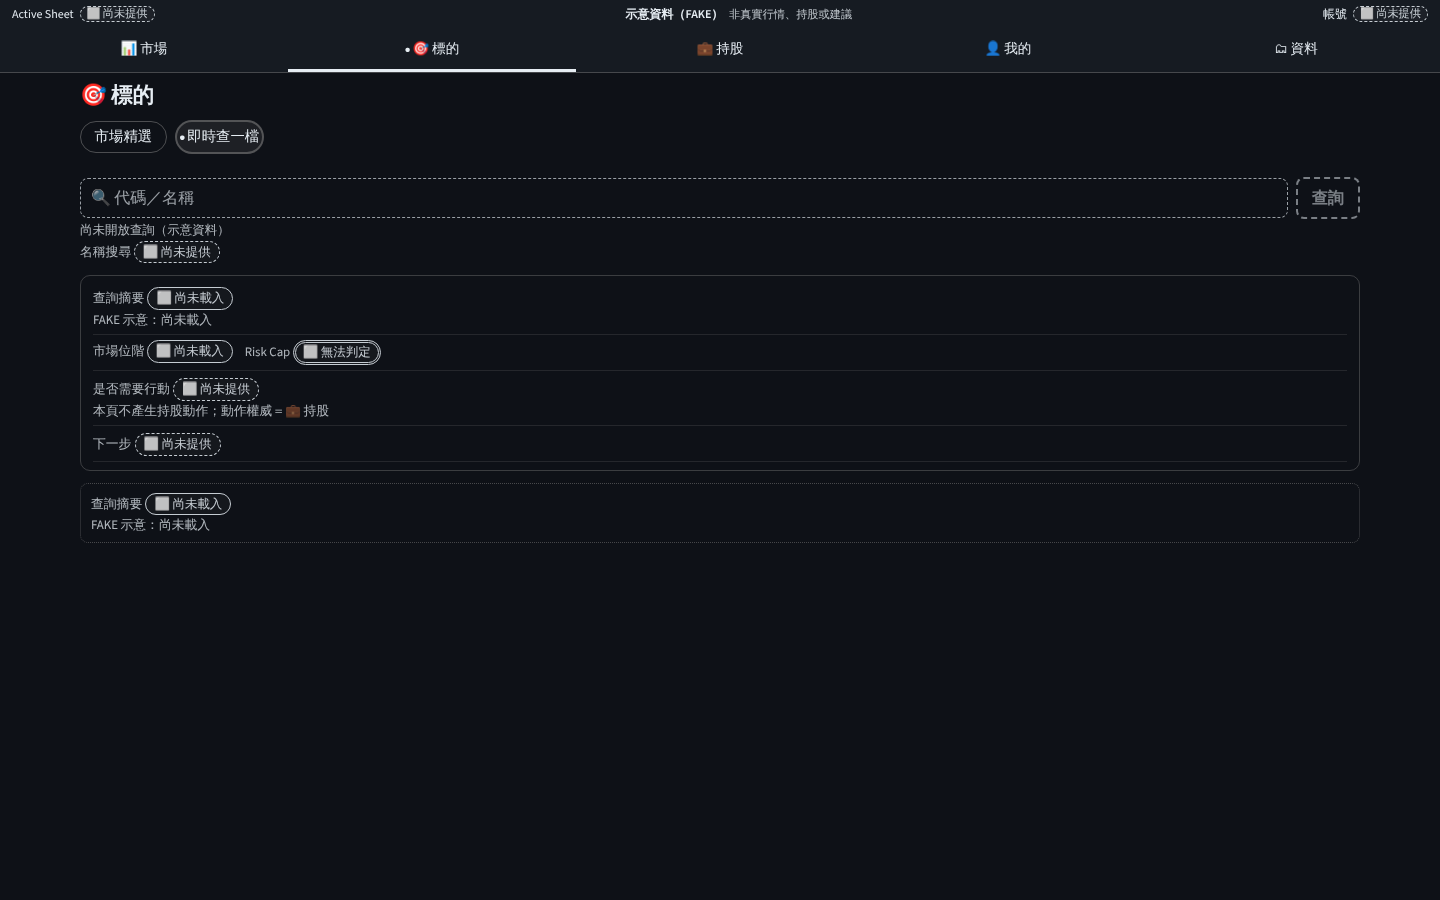 Active Sheet 尚未提供
示意資料（FAKE） 非真實行情、持股或建議
帳號 尚未提供
市場
標的
持股
我的
資料
標的
市場精選
即時查一檔
代碼／名稱
查詢
尚未開放查詢（示意資料）
名稱搜尋 尚未提供
查詢摘要 尚未載入
FAKE 示意：尚未載入
市場位階 尚未載入 Risk Cap 無法判定
是否需要行動 尚未提供
本頁不產生持股動作；動作權威＝ 持股
下一步 尚未提供
查詢摘要 尚未載入
FAKE 示意：尚未載入